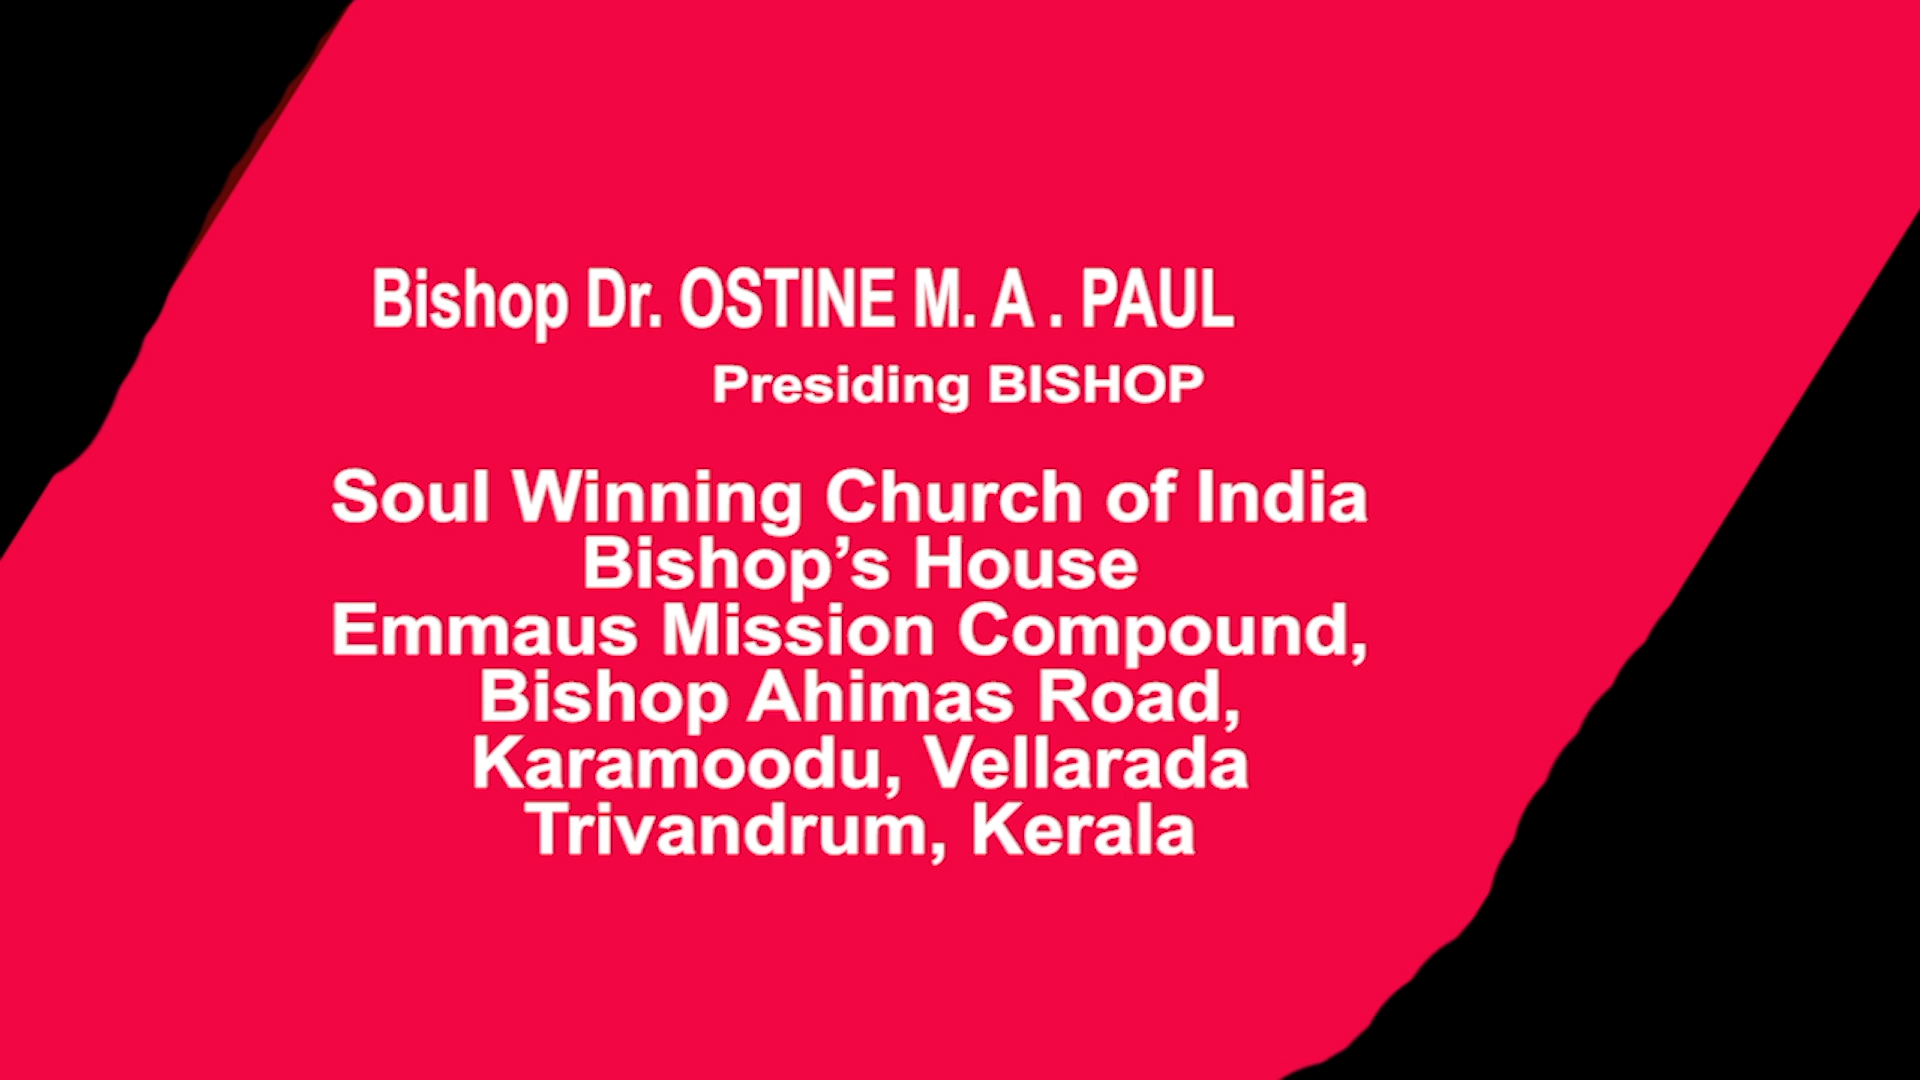 Bishop Dr. OSTINE M. A . PAUL
Presiding BISHOP
Soul Winning Church of India
Bishop’s House
Emmaus Mission Compound,
Bishop Ahimas Road,
Karamoodu, Vellarada
Trivandrum, Kerala